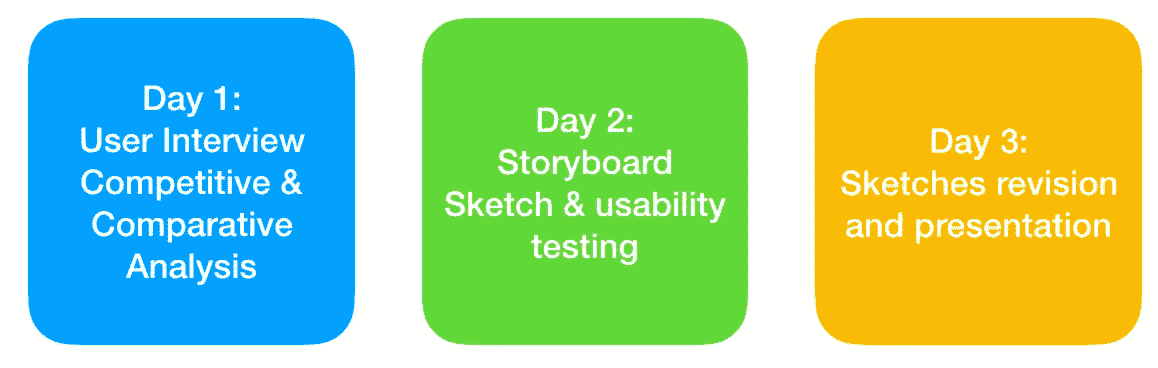 Day 1:
User Interview
Competitive &
Comparative
Analysis
Day 2:
Storyboard
Sketch & usability
testing
Day 3:
Sketches revision
and presentation